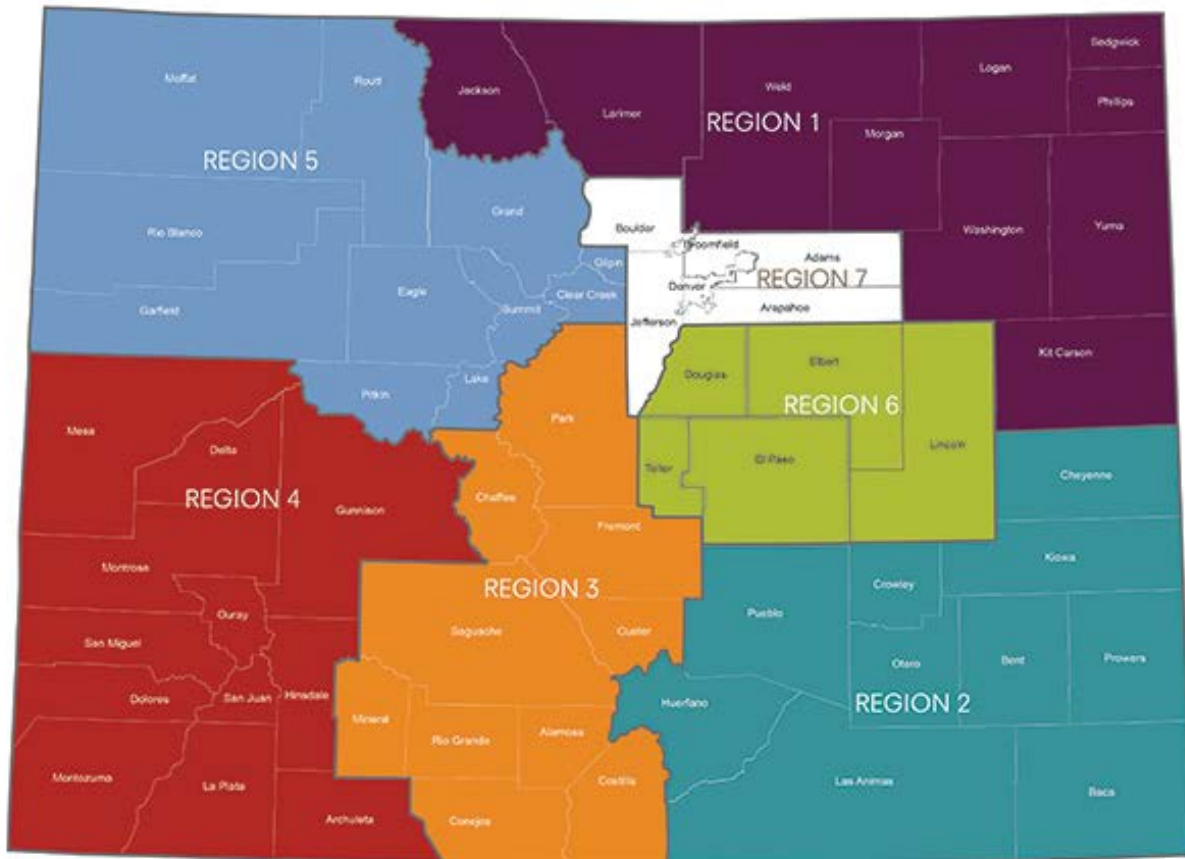 Moffat
Routt
Rio Blanco
Garfield
Eagle
Grand
Gilpin
Clear Creek
Summit
Lake
Pitkin
REGION 5
Jackson
Larimer
Weld
Logan
Sedgwick
Phillips
Morgan
Washington
Yuma
Kit Carson
REGION 1
Boulder
Broomfield
Adams
Denver
REGION 7
Arapahoe
Jefferson
Douglas
Elbert
REGION 6
Lincoln
Teller
El Paso
Mesa
Delta
REGION 4
Gunnison
Montrose
Ouray
San Miguel
Dolores
San Juan
Hinsdale
Montezuma
La Plata
Archuleta
Park
Chaffee
Fremont
REGION 3
Saguache
Custer
Mineral
Rio Grande
Alamosa
Conejos
Costilla
Cheyenne
Kiowa
Crowley
Pueblo
Otero
Bent
Prowers
REGION 2
Huerfano
Las Animas
Baca